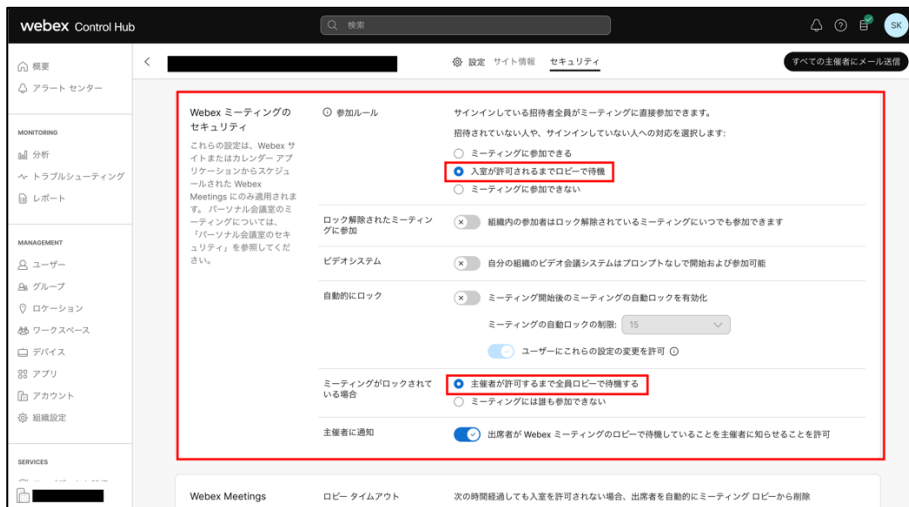 webex Control Hub
検索
SK
概要
アラート センター
MONITORING
分析
トラブルシューティング
レポート
MANAGEMENT
ユーザー
グループ
ロケーション
ワークスペース
デバイス
アプリ
アカウント
組織設定
SERVICES
設定 サイト情報 セキュリティ
すべての主催者にメール送信
Webex ミーティングの
セキュリティ
これらの設定は、Webex サ
イトまたはカレンダー アプ
リケーションからスケジュ
ールされた Webex
Meetings にのみ適用されま
す。 パーソナル会議室のミ
ーティングについては、
「パーソナル会議室のセキ
ュリティ」を参照してくだ
さい。
参加ルール
サインインしている招待者全員がミーティングに直接参加できます。
招待されていない人や、サインインしていない人への対応を選択します:
ミーティングに参加できる
入室が許可されるまでロビーで待機
ミーティングに参加できない
ロック解除されたミーティン
グに参加
組織内の参加者はロック解除されているミーティングにいつでも参加できます
ビデオシステム
自分の組織のビデオ会議システムはプロンプトなしで開始および参加可能
自動的にロック
ミーティング開始後のミーティングの自動ロックを有効化
ミーティングの自動ロックの制限: 15
ユーザーにこれらの設定の変更を許可
ミーティングがロックされて
いる場合
主催者が許可するまで全員ロビーで待機する
ミーティングには誰も参加できない
主催者に通知
出席者が Webex ミーティングのロビーで待機していることを主催者に知らせることを許可
Webex Meetings
ロビー タイムアウト
次の時間経過しても入室を許可されない場合、出席者を自動的にミーティング ロビーから削除